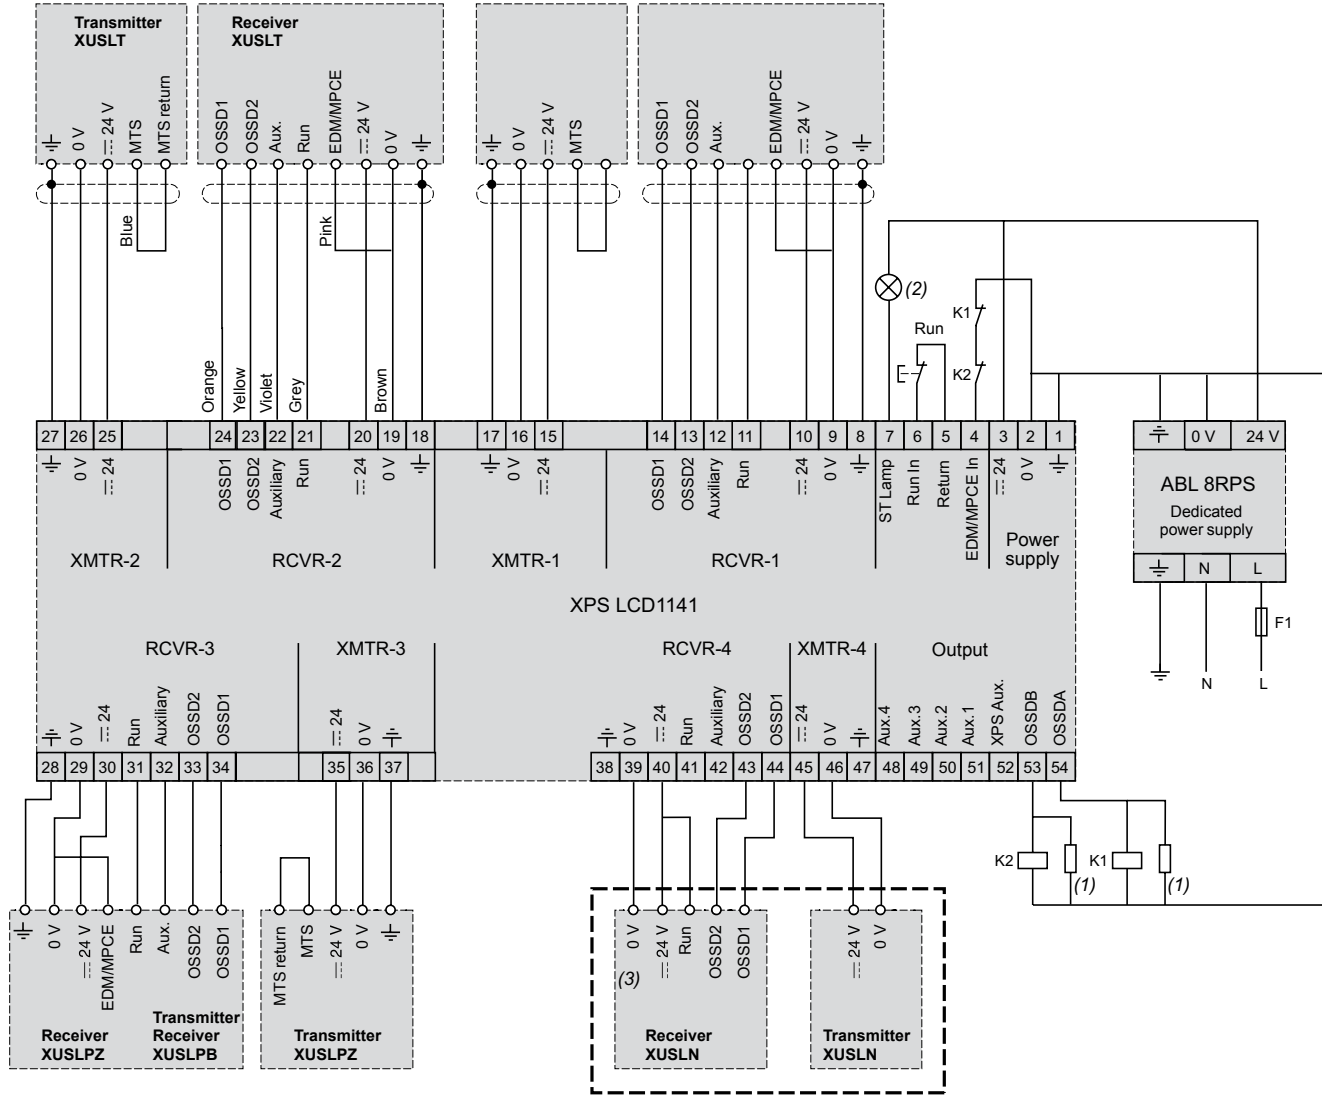 Transmitter
XUSLT
0 V
24 V
MTS
MTS return
Receiver
XUSLT
OSSD1
OSSD2
Aux.
Run
EDM/MPCE
24 V
0 V
0 V
24 V
MTS
OSSD1
OSSD2
Aux.
EDM/MPCE
24 V
0 V
Blue
Pink
Orange
Yellow
Violet
Grey
Brown
(2)
Run
K1
K2
27 26 25 24 23 22 21 20 19 18 17 16 15 14 13 12 11 10 9 8 7 6 5 4 3 2 1
0 V
24
OSSD1
OSSD2
Auxiliary
Run
24
0 V
0 V
24
OSSD1
OSSD2
Auxiliary
Run
24
0 V
ST Lamp
Run In
Return
EDM/MPCE In
24
0 V
XMTR-2
RCVR-2
XMTR-1
RCVR-1
Power
supply
0 V 24 V
ABL 8RPS
Dedicated
power supply
N L
F1
N L
XPS LCD1141
RCVR-3
XMTR-3
RCVR-4
XMTR-4
Output
0 V
24
Run
Auxiliary
OSSD2
OSSD1
24
0 V
0 V
24
Run
Auxiliary
OSSD2
OSSD1
24
0 V
Aux.4
Aux.3
Aux.2
Aux.1
XPS Aux.
OSSDB
OSSDA
28 29 30 31 32 33 34 35 36 37 38 39 40 41 42 43 44 45 46 47 48 49 50 51 52 53 54
K2
(1)
K1
(1)
0 V
24 V
EDM/MPCE
Run
Aux.
OSSD2
OSSD1
Receiver
XUSLPZ
Transmitter
Receiver
XUSLPB
MTS return
MTS
24 V
0 V
Transmitter
XUSLPZ
0 V
(3)
24 V
Run
OSSD2
OSSD1
Receiver
XUSLN
24 V
0 V
Transmitter
XUSLN